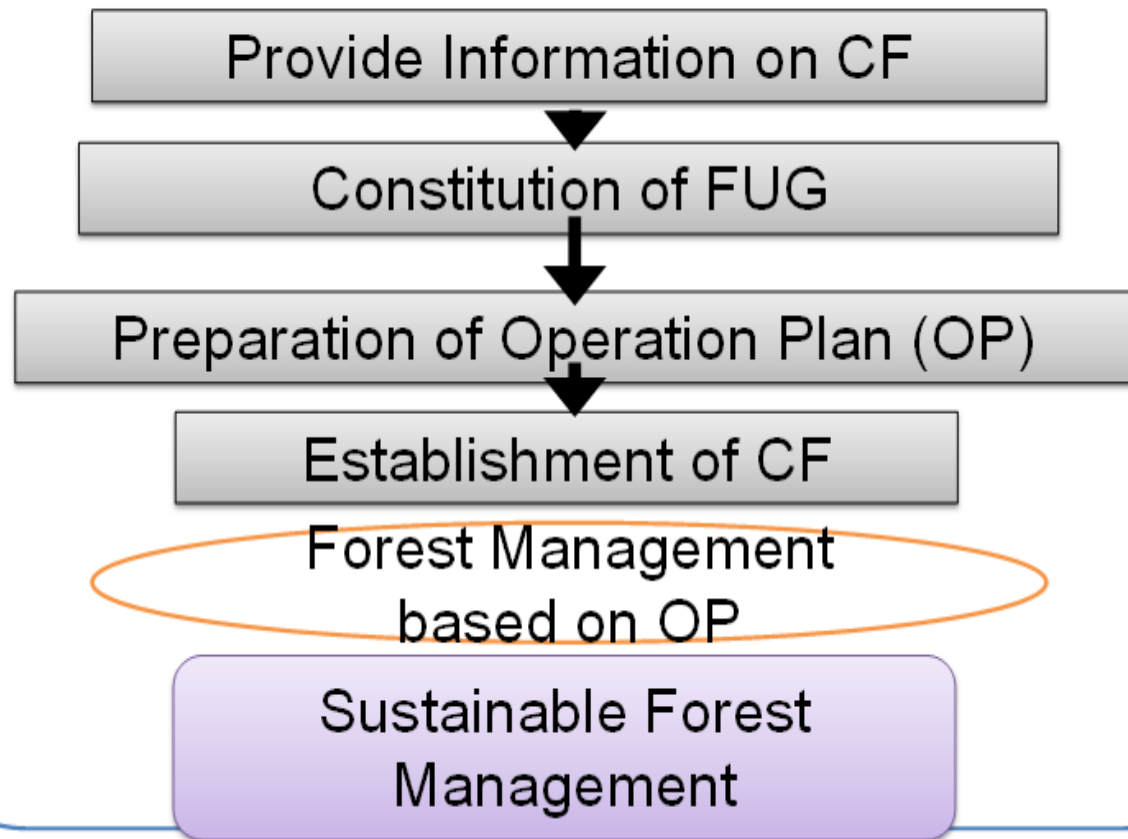 Provide Information on CF
Constitution of FUG
Preparation of Operation Plan (OP)
Establishment of CF
Forest Management
based on OP
Sustainable Forest
Management